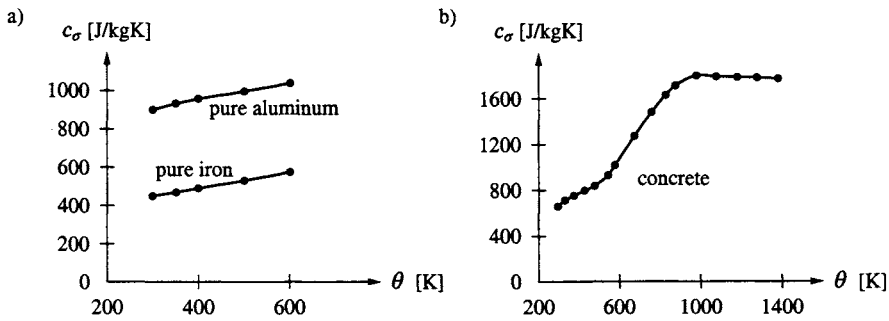 a)
c_σ [J/kgK]
1000
800
600
400
200
0
pure aluminum
pure iron
200 400 600
θ [K]
b)
c_σ [J/kgK]
1600
1200
800
400
0
concrete
200 600 1000 1400
θ [K]